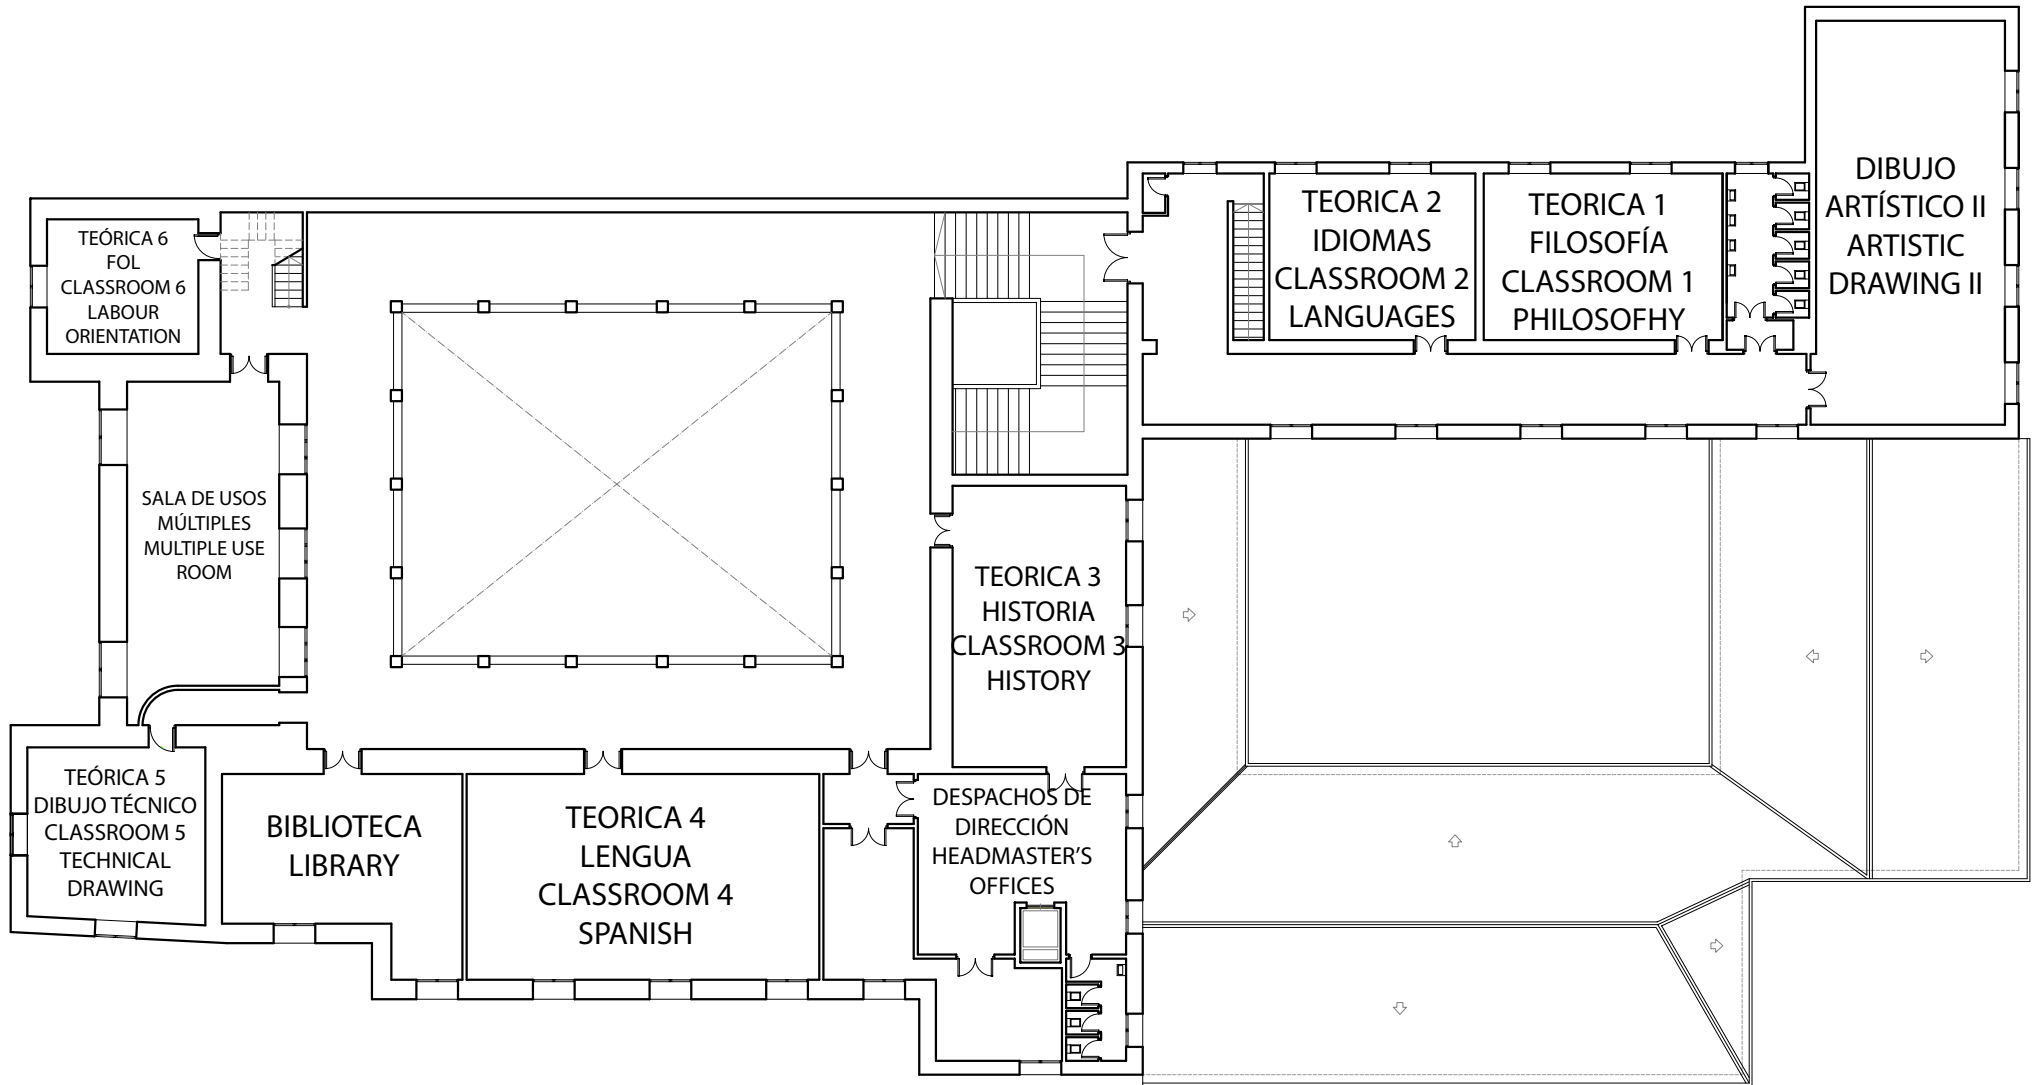 TEÓRICA 6
FOL
CLASSROOM 6
LABOUR
ORIENTATION
TEORICA 2
IDIOMAS
CLASSROOM 2
LANGUAGES
TEORICA 1
FILOSOFÍA
CLASSROOM 1
PHILOSOFHY
DIBUJO
ARTÍSTICO II
ARTISTIC
DRAWING II
SALA DE USOS
MÚLTIPLES
MULTIPLE USE
ROOM
TEORICA 3
HISTORIA
CLASSROOM 3
HISTORY
TEÓRICA 5
DIBUJO TÉCNICO
CLASSROOM 5
TECHNICAL
DRAWING
BIBLIOTECA
LIBRARY
TEORICA 4
LENGUA
CLASSROOM 4
SPANISH
DESPACHOS DE
DIRECCIÓN
HEADMASTER’S
OFFICES